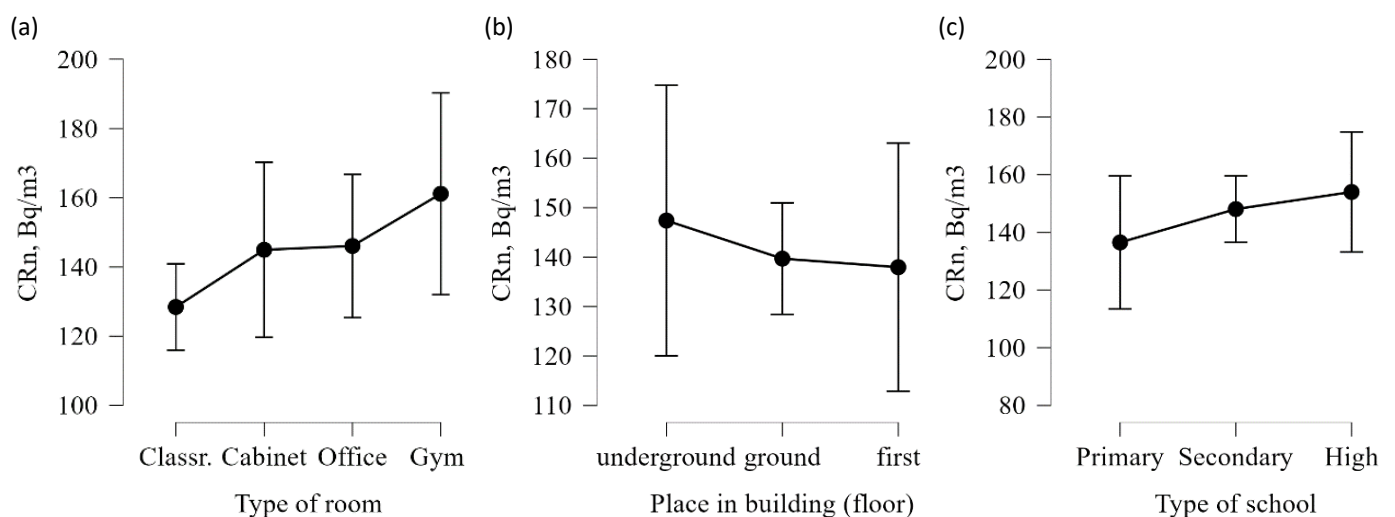 (a)
CRn, Bq/m3
200
180
160
140
120
100
Classr. Cabinet Office Gym
Type of room
(b)
CRn, Bq/m3
180
170
160
150
140
130
120
110
underground ground first
Place in building (floor)
(c)
CRn, Bq/m3
200
180
160
140
120
100
80
Primary Secondary High
Type of school